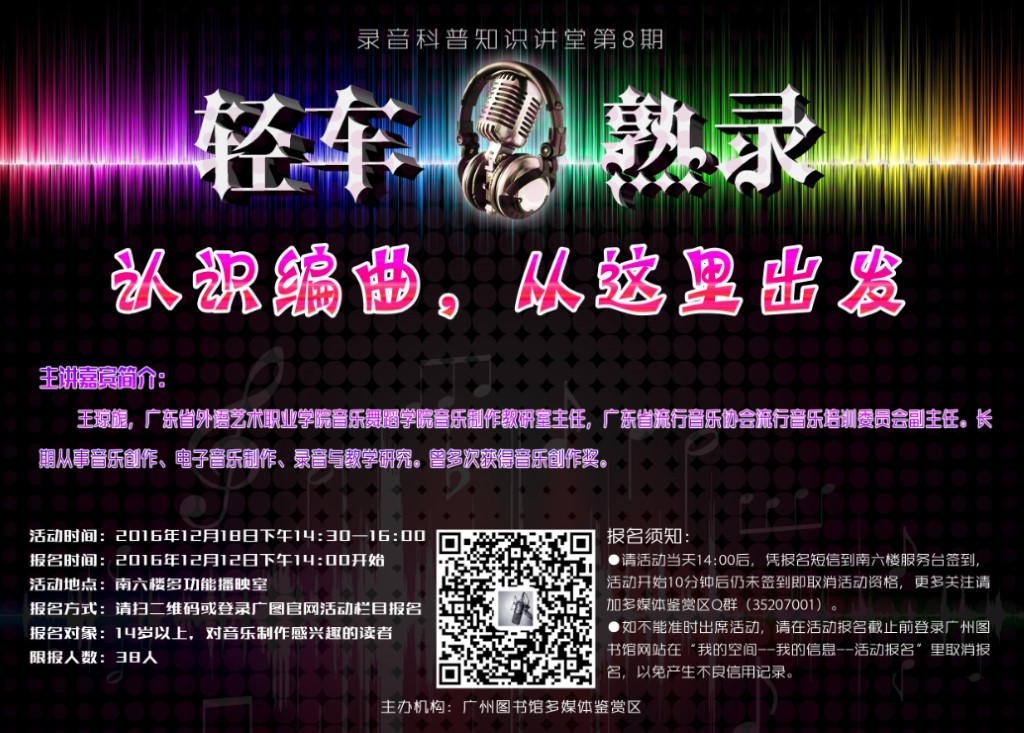 录音科普知识讲堂第8期
轻车熟录
认识编曲，从这里出发
主讲嘉宾简介：
王琼旎，广东省外语艺术职业学院音乐舞蹈学院音乐制作教研室主任，广东省流行音乐协会流行音乐培训委员会副主任。长
期从事音乐创作、电子音乐制作、录音与教学研究。曾多次获得音乐创作奖。
活动时间：2016年12月18日下午14:30—16:00
报名时间：2016年12月12日下午14:00开始
活动地点：南六楼多功能播映室
报名方式：请扫二维码或登录广图官网活动栏目报名
报名对象：14岁以上，对音乐制作感兴趣的读者
限报人数：38人
报名须知：
●请活动当天14:00后，凭报名短信到南六楼服务台签到，
活动开始10分钟后仍未签到即取消活动资格，更多关注请
加多媒体鉴赏区Q群（35207001）。
●如不能准时出席活动，请在活动报名截止前登录广州图
书馆网站在“我的空间--我的信息--活动报名”里取消报
名，以免产生不良信用记录。
主办机构：广州图书馆多媒体鉴赏区